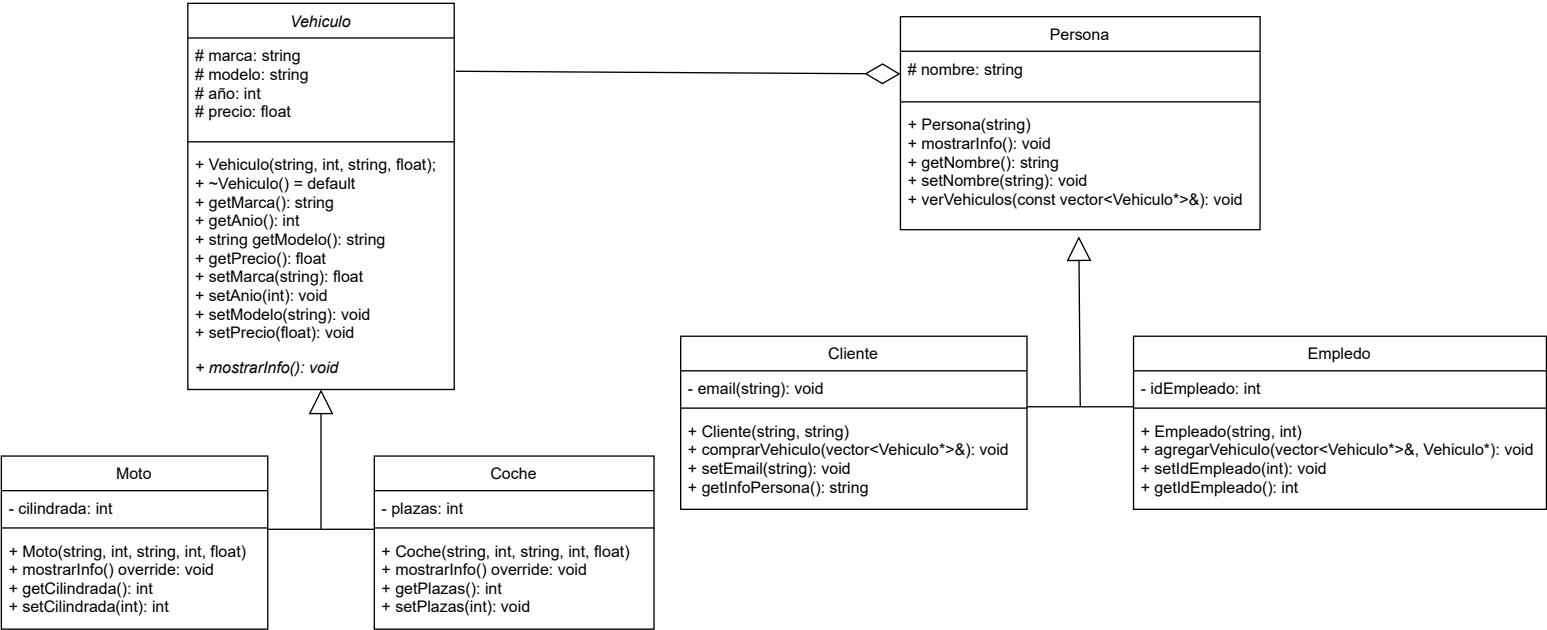 Vehiculo
# marca: string
# modelo: string
# año: int
# precio: float
+ Vehiculo(string, int, string, float);
+ ~Vehiculo() = default
+ getMarca(): string
+ getAnio(): int
+ string getModelo(): string
+ getPrecio(): float
+ setMarca(string): float
+ setAnio(int): void
+ setModelo(string): void
+ setPrecio(float): void
+ mostrarInfo(): void
Persona
# nombre: string
+ Persona(string)
+ mostrarInfo(): void
+ getNombre(): string
+ setNombre(string): void
+ verVehiculos(const vector<Vehiculo*>&): void
Moto
- cilindrada: int
+ Moto(string, int, string, int, float)
+ mostrarInfo() override: void
+ getCilindrada(): int
+ setCilindrada(int): int
Coche
- plazas: int
+ Coche(string, int, string, int, float)
+ mostrarInfo() override: void
+ getPlazas(): int
+ setPlazas(int): void
Cliente
- email(string): void
+ Cliente(string, string)
+ comprarVehiculo(vector<Vehiculo*>&): void
+ setEmail(string): void
+ getInfoPersona(): string
Empledo
- idEmpleado: int
+ Empleado(string, int)
+ agregarVehiculo(vector<Vehiculo*>&, Vehiculo*): void
+ setIdEmpleado(int): void
+ getIdEmpleado(): int